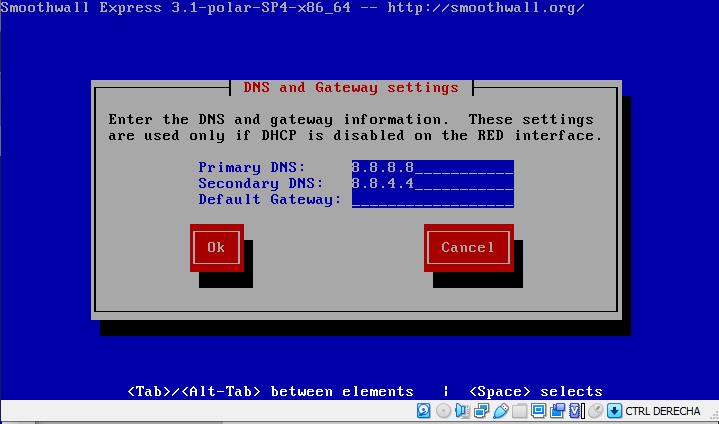 Smoothwall Express 3.1-polar-SP4-x86_64 -- http://smoothwall.org/
DNS and Gateway settings
Enter the DNS and gateway information.  These settings
are used only if DHCP is disabled on the RED interface.
Primary DNS: 8.8.8.8___________
Secondary DNS: 8.8.4.4___________
Default Gateway: __________________
Ok Cancel
<Tab>/<Alt-Tab> between elements | <Space> selects
CTRL DERECHA